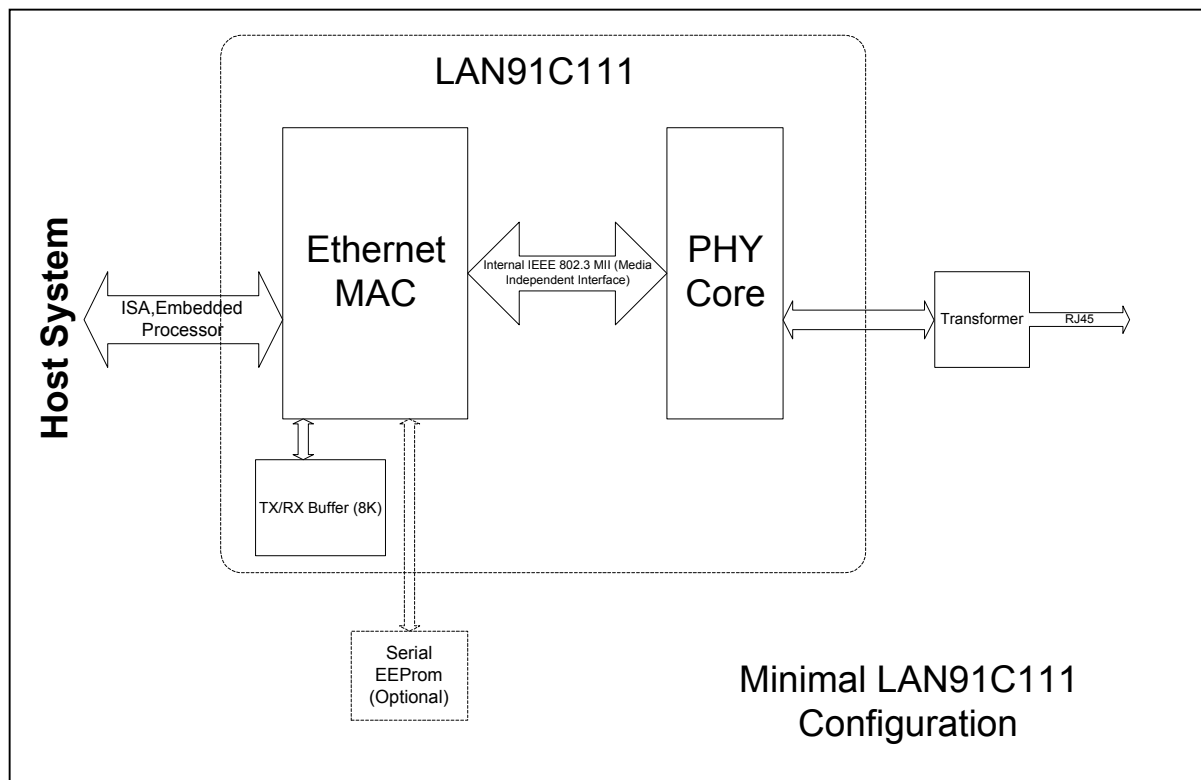 LAN91C111
Host System
ISA,Embedded
Processor
Ethernet
MAC
Internal IEEE 802.3 MII (Media
Independent Interface)
PHY
Core
Transformer
RJ45
TX/RX Buffer (8K)
Serial
EEProm
(Optional)
Minimal LAN91C111
Configuration